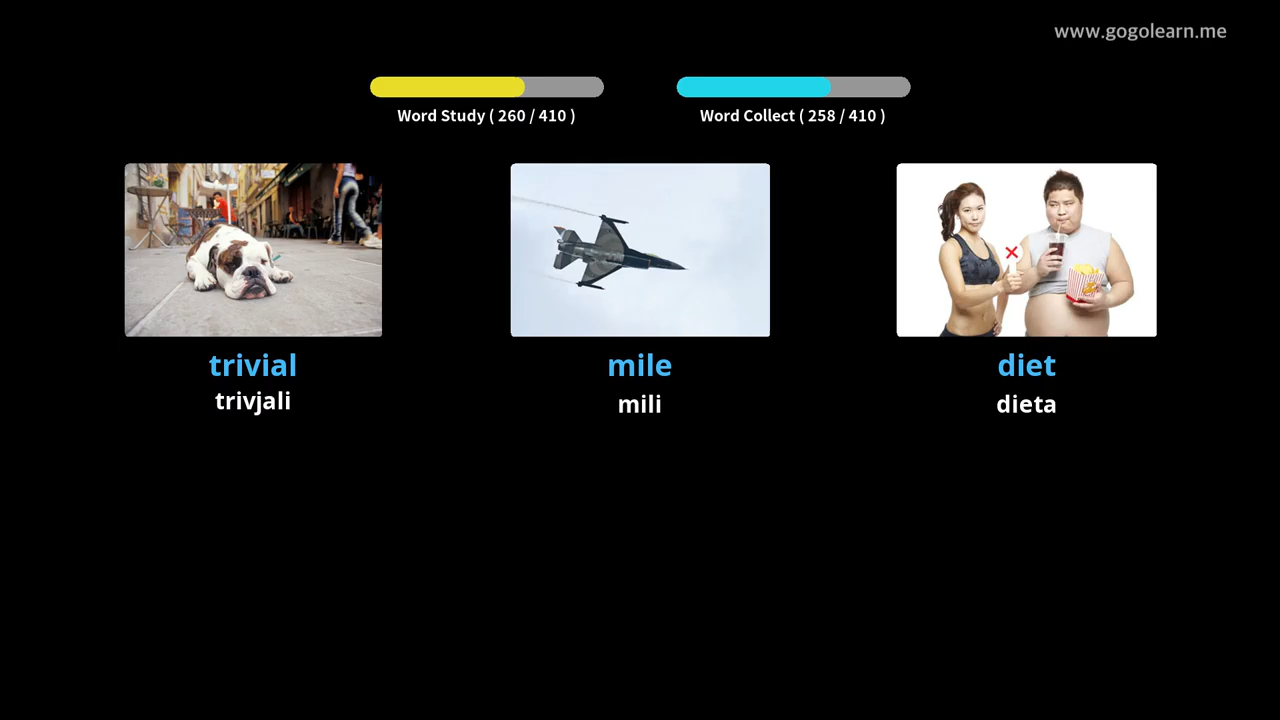 www.gogolearn.me
Word Study ( 260 / 410 )
Word Collect ( 258 / 410 )
trivial
trivjali
mile
mili
diet
dieta